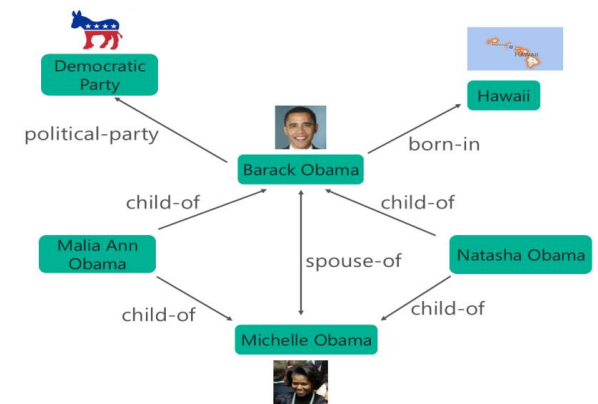 Democratic
Party
Hawaii
Hawaii
political-party
born-in
Barack Obama
child-of
child-of
Malia Ann
Obama
spouse-of
Natasha Obama
child-of
child-of
Michelle Obama